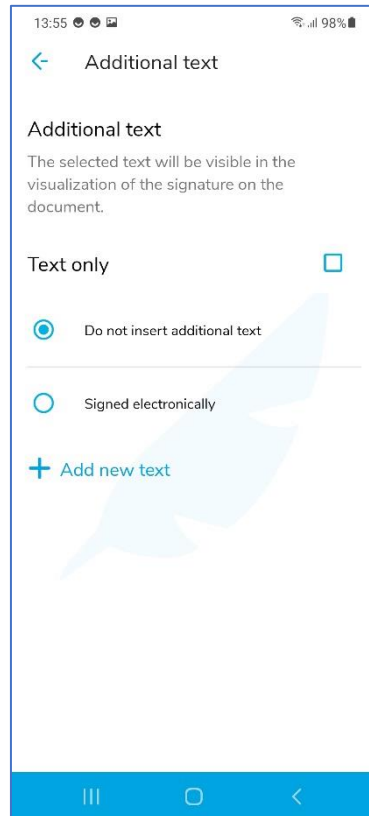 13:55 98%
Additional text
Additional text
The selected text will be visible in the
visualization of the signature on the
document.
Text only
Do not insert additional text
Signed electronically
Add new text